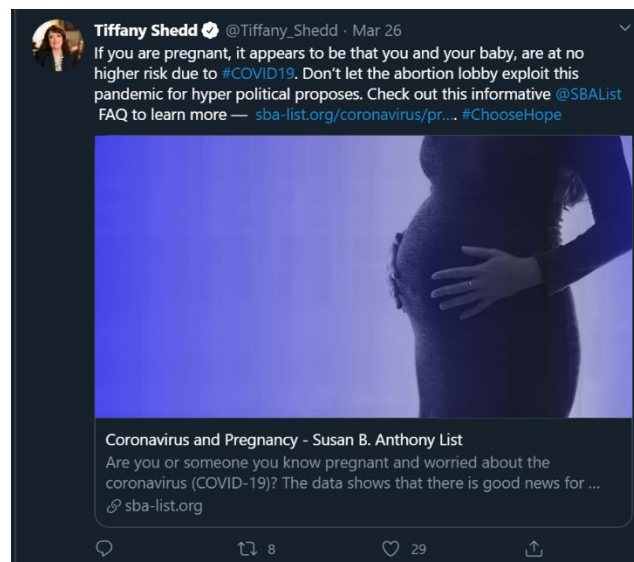 Tiffany Shedd @Tiffany_Shedd · Mar 26
If you are pregnant, it appears to be that you and your baby, are at no
higher risk due to #COVID19. Don't let the abortion lobby exploit this
pandemic for hyper political proposes. Check out this informative @SBAList
FAQ to learn more — sba-list.org/coronavirus/pr.... #ChooseHope
Coronavirus and Pregnancy - Susan B. Anthony List
Are you or someone you know pregnant and worried about the
coronavirus (COVID-19)? The data shows that there is good news for ...
sba-list.org
8
29